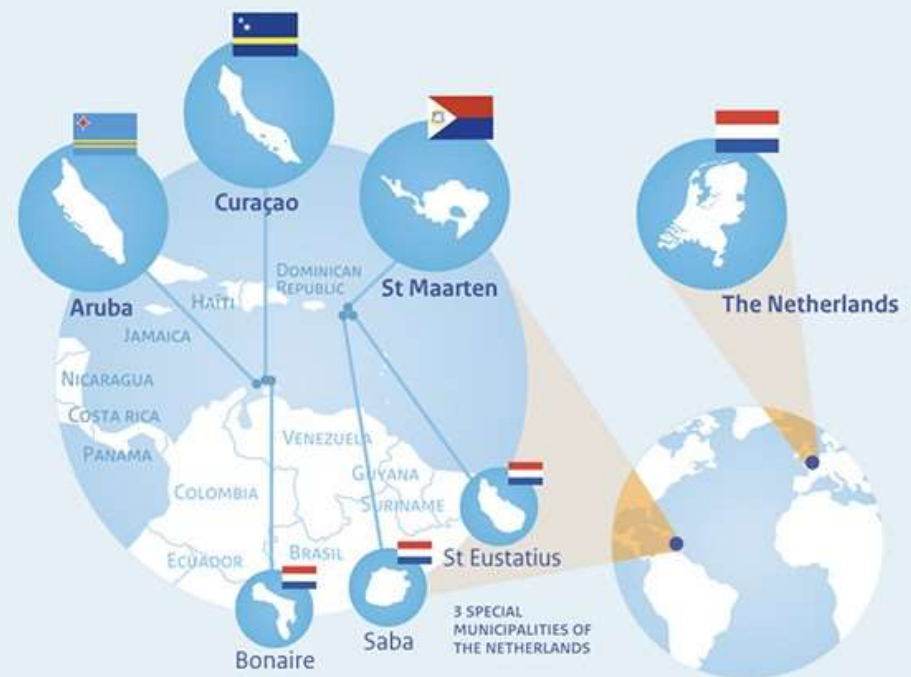 Curaçao
Aruba
St Maarten
The Netherlands
DOMINICAN
REPUBLIC
HAÏTI
JAMAICA
NICARAGUA
COSTA RICA
PANAMA
VENEZUELA
GUYANA
COLOMBIA
SURINAME
ECUADOR
BRASIL
St Eustatius
Saba
Bonaire
3 SPECIAL
MUNICIPALITIES OF
THE NETHERLANDS